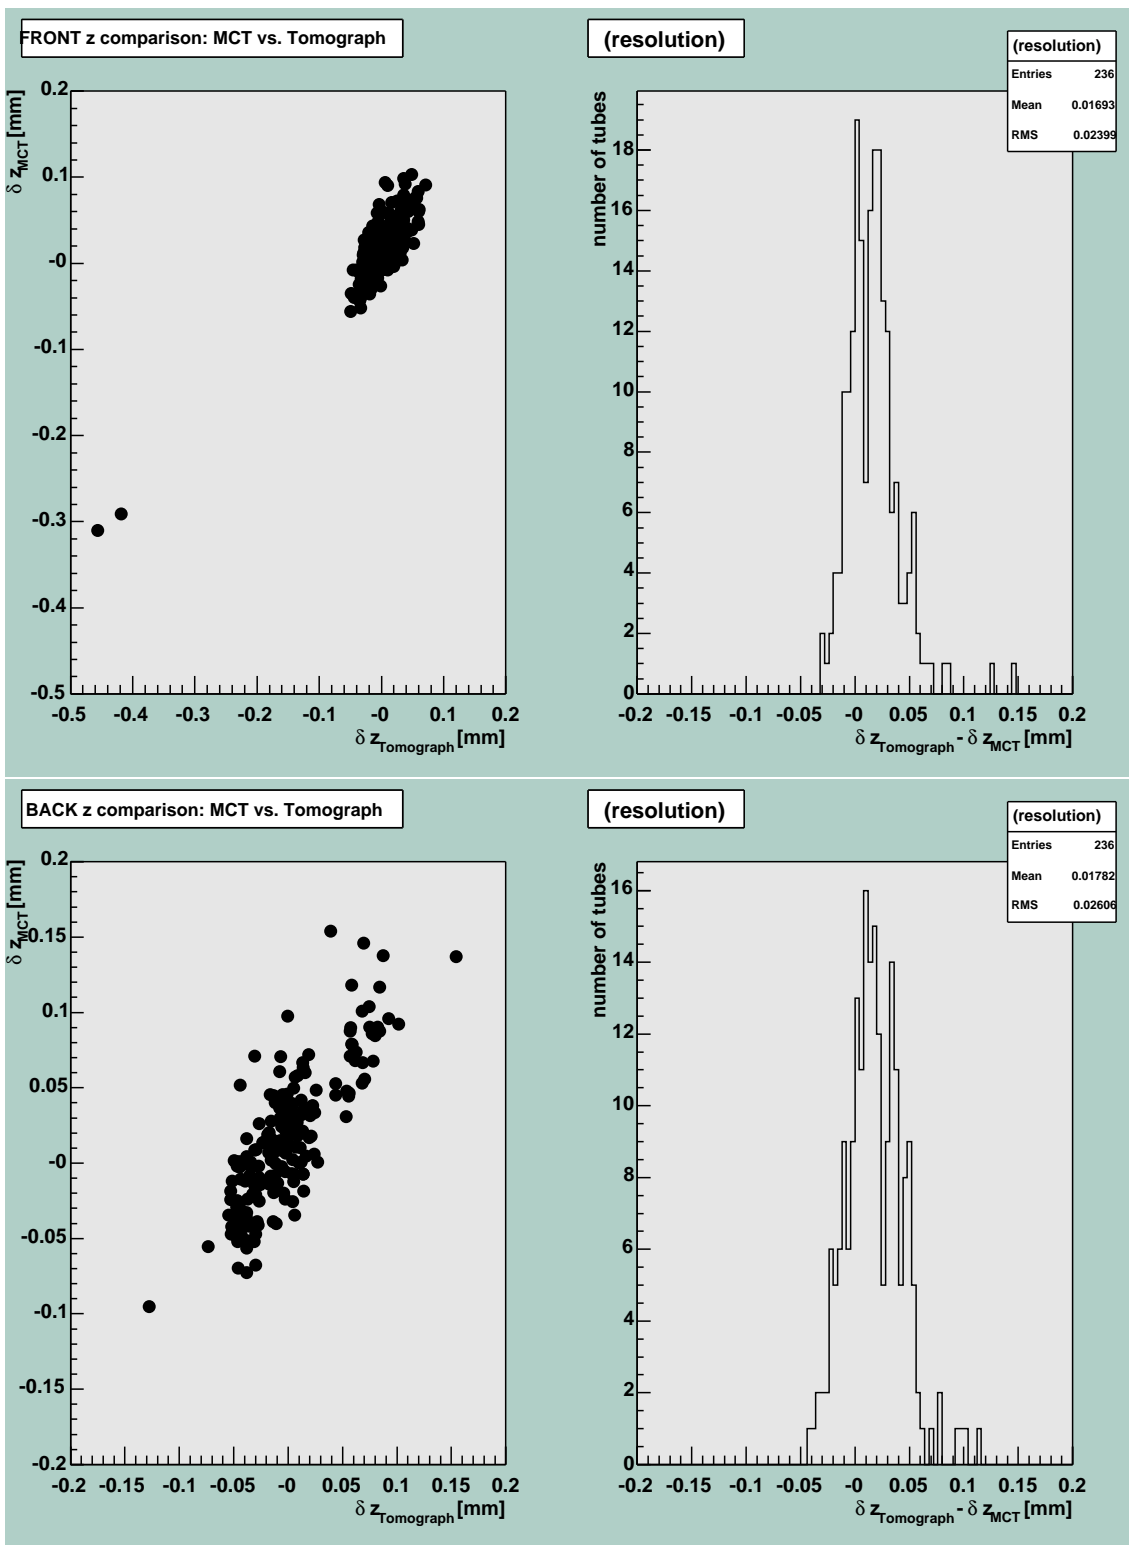 FRONT z comparison: MCT vs. Tomograph
(resolution)
(resolution)
Entries 236
Mean 0.01693
RMS 0.02399
δ z_MCT [mm]
0.2
0.1
-0
-0.1
-0.2
-0.3
-0.4
-0.5
-0.5 -0.4 -0.3 -0.2 -0.1 -0 0.1 0.2
δ z_Tomograph [mm]
number of tubes
18
16
14
12
10
8
6
4
2
0
-0.2 -0.15 -0.1 -0.05 -0 0.05 0.1 0.15 0.2
δ z_Tomograph - δ z_MCT [mm]
BACK z comparison: MCT vs. Tomograph
(resolution)
(resolution)
Entries 236
Mean 0.01782
RMS 0.02606
δ z_MCT [mm]
0.2
0.15
0.1
0.05
-0
-0.05
-0.1
-0.15
-0.2
-0.2 -0.15 -0.1 -0.05 -0 0.05 0.1 0.15 0.2
δ z_Tomograph [mm]
number of tubes
16
14
12
10
8
6
4
2
0
-0.2 -0.15 -0.1 -0.05 -0 0.05 0.1 0.15 0.2
δ z_Tomograph - δ z_MCT [mm]